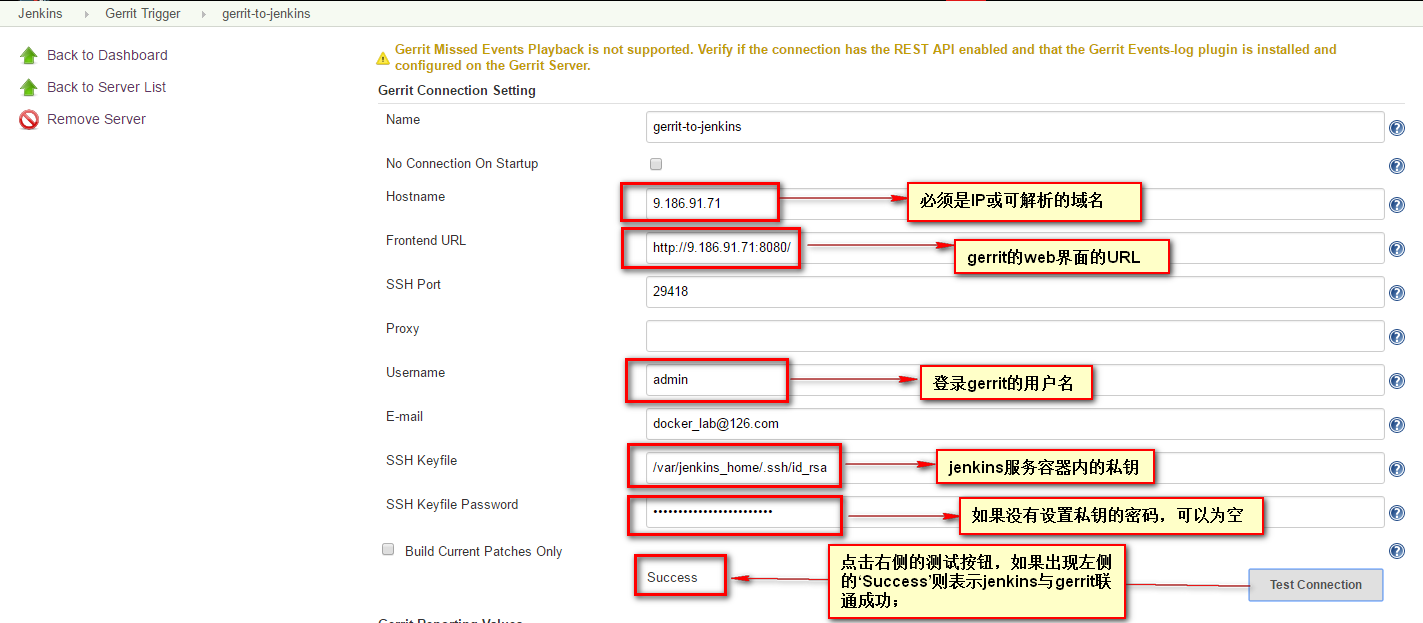 Jenkins Gerrit Trigger gerrit-to-jenkins
Back to Dashboard
Back to Server List
Remove Server
Gerrit Missed Events Playback is not supported. Verify if the connection has the REST API enabled and that the Gerrit Events-log plugin is installed and
configured on the Gerrit Server.
Gerrit Connection Setting
Name
gerrit-to-jenkins
No Connection On Startup
Hostname
9.186.91.71
必须是IP或可解析的域名
Frontend URL
http://9.186.91.71:8080/
gerrit的web界面的URL
SSH Port
29418
Proxy
Username
admin
登录gerrit的用户名
E-mail
docker_lab@126.com
SSH Keyfile
/var/jenkins_home/.ssh/id_rsa
jenkins服务容器内的私钥
SSH Keyfile Password
••••••••••••••••••••••••
如果没有设置私钥的密码，可以为空
Build Current Patches Only
Success
点击右侧的测试按钮，如果出现左侧
的‘Success’则表示jenkins与gerrit联
通成功；
Test Connection
Gerrit Reporting Values